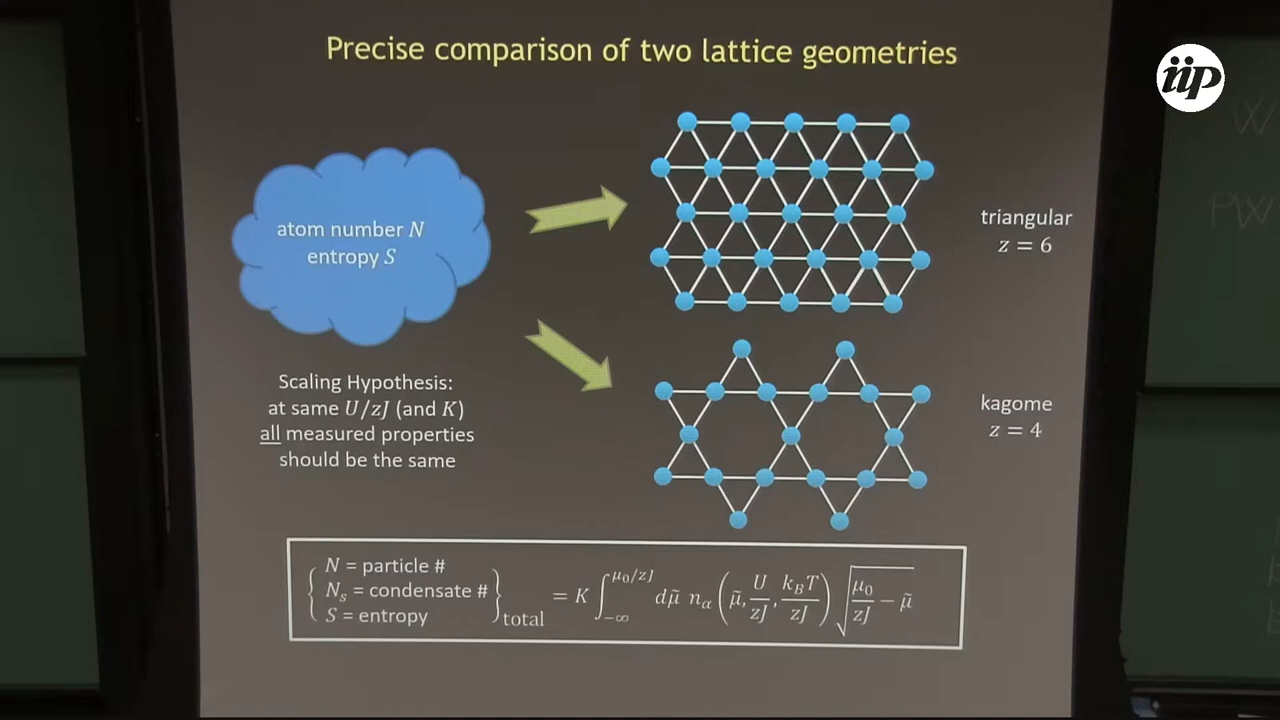 Precise comparison of two lattice geometries
iip
atom number N
entropy S
triangular
z = 6
Scaling Hypothesis:
at same U/zJ (and K)
all measured properties
should be the same
kagome
z = 4
N = particle #
N_s = condensate #
S = entropy
total
= K ∫_{-∞}^{μ_0/zJ} dμ̃ n_α (μ̃, U/zJ, k_BT/zJ) √(μ_0/zJ − μ̃)